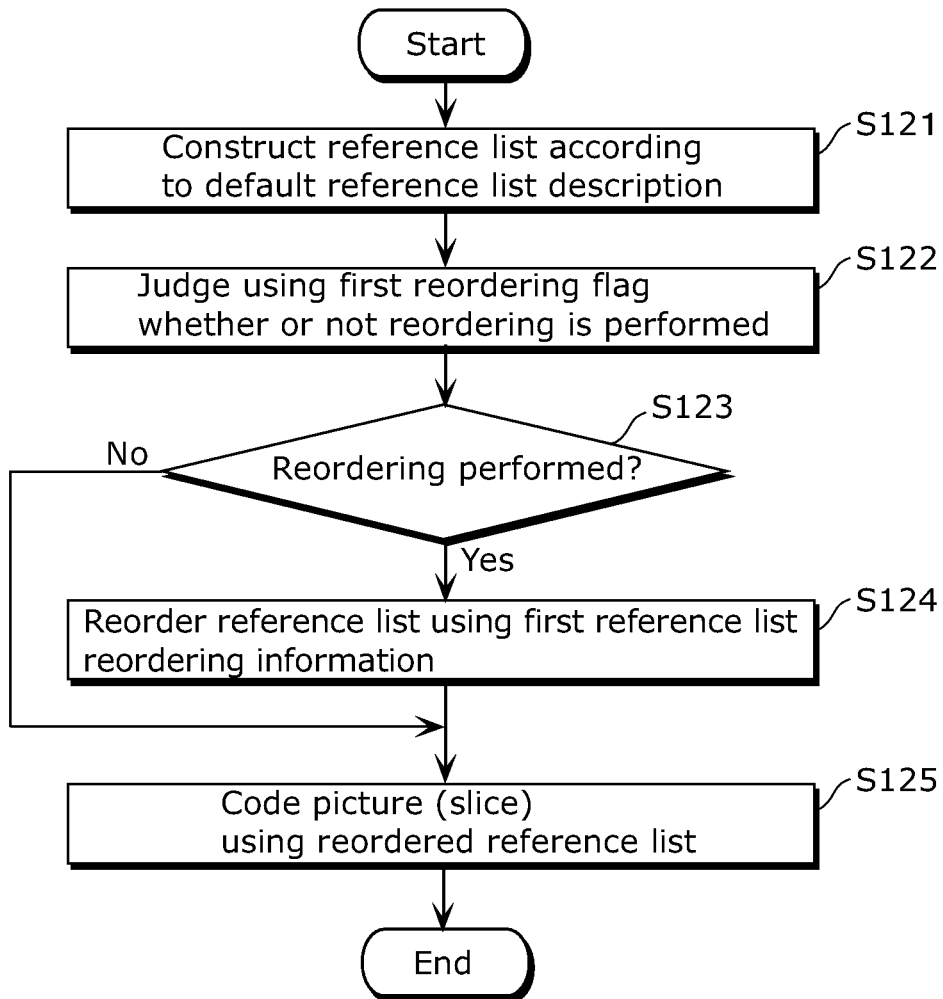 Start
S121
Construct reference list according
to default reference list description
S122
Judge using first reordering flag
whether or not reordering is performed
S123
No
Reordering performed?
Yes
S124
Reorder reference list using first reference list
reordering information
S125
Code picture (slice)
using reordered reference list
End